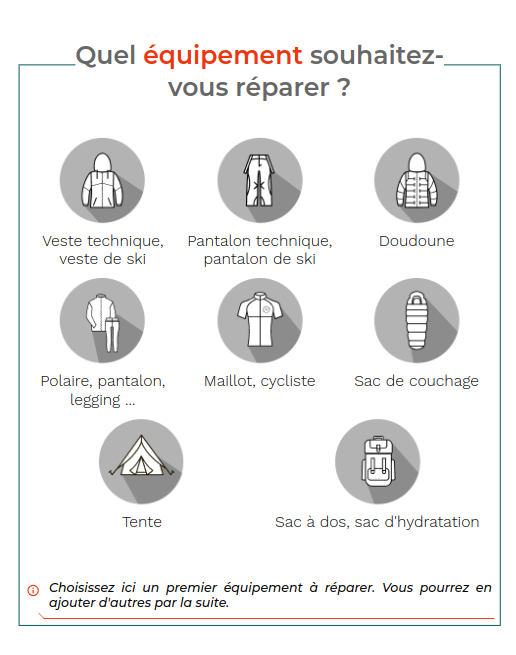 Quel équipement souhaitez-
vous réparer ?
Veste technique,
veste de ski
Pantalon technique,
pantalon de ski
Doudoune
Polaire, pantalon,
legging ...
Maillot, cycliste
Sac de couchage
Tente
Sac à dos, sac d'hydratation
Choisissez ici un premier équipement à réparer. Vous pourrez en
ajouter d'autres par la suite.